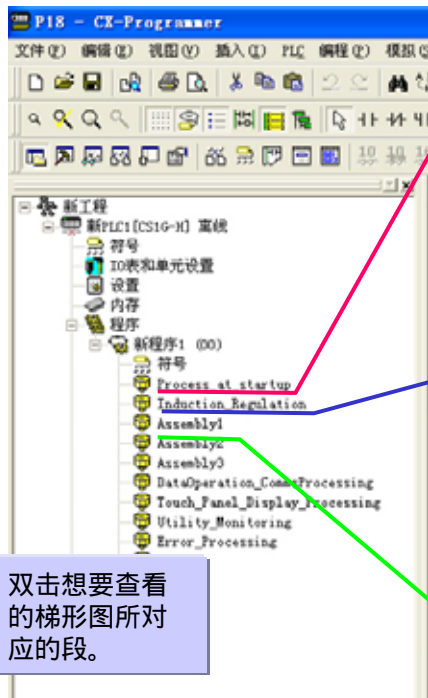 P18 - CX-Programmer
文件(F) 编辑(E) 视图(V) 插入(I) PLC 编程(P) 模拟
新工程
新PLC1[CS1G-H] 离线
符号
IO表和单元设置
设置
内存
程序
新程序1 (00)
符号
Process_at_startup
Induction_Regulation
Assembly1
Assembly2
Assembly3
DataOperation_CommsProcessing
Touch_Panel_Display_Processing
Utility_Monitoring
Error_Processing
双击想要查看
的梯形图所对
应的段。